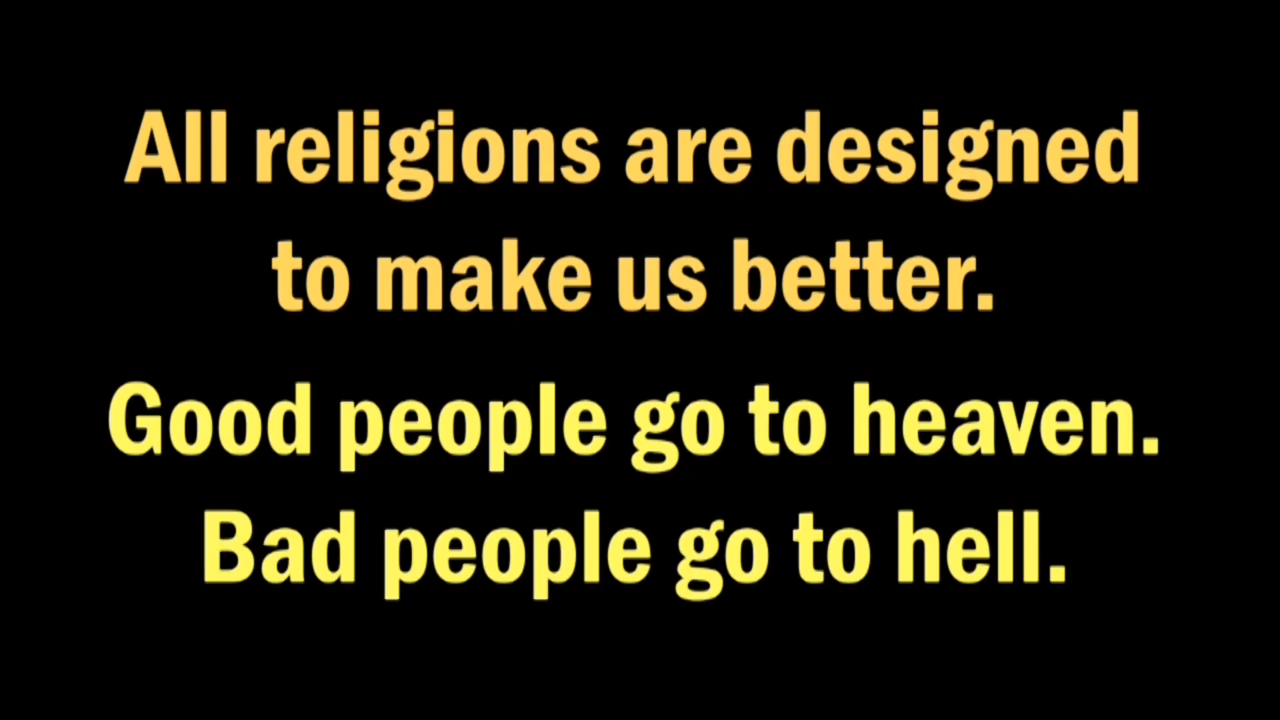 All religions are designed
to make us better.
Good people go to heaven.
Bad people go to hell.